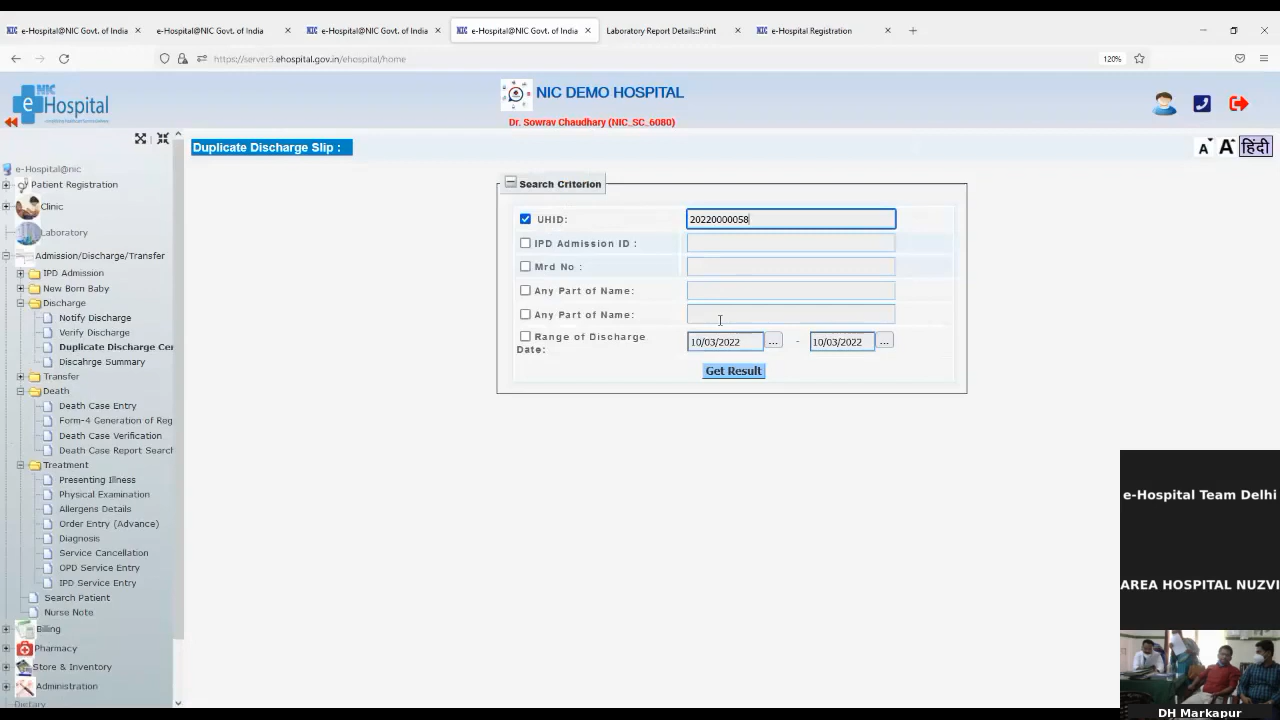 e-Hospital@NIC Govt. of India
e-Hospital@NIC Govt. of India
e-Hospital@NIC Govt. of India
e-Hospital@NIC Govt. of India
Laboratory Report Details::Print
e-Hospital Registration
https://server3.ehospital.gov.in/ehospital/home
120%
NIC
eHospital
NIC DEMO HOSPITAL
Dr. Sowrav Chaudhary (NIC_SC_6080)
Duplicate Discharge Slip :
A A हिंदी
e-Hospital@nic
Patient Registration
Clinic
Laboratory
Admission/Discharge/Transfer
IPD Admission
New Born Baby
Discharge
Notify Discharge
Verify Discharge
Duplicate Discharge Cer
Discahrge Summary
Transfer
Death
Death Case Entry
Form-4 Generation of Reg
Death Case Verification
Death Case Report Search
Treatment
Presenting Illness
Physical Examination
Allergens Details
Order Entry (Advance)
Diagnosis
Service Cancellation
OPD Service Entry
IPD Service Entry
Search Patient
Nurse Note
Billing
Pharmacy
Store & Inventory
Administration
Dietary
Search Criterion
UHID: 20220000058
IPD Admission ID :
Mrd No :
Any Part of Name:
Any Part of Name:
Range of Discharge
Date:
10/03/2022 ... - 10/03/2022 ...
Get Result
e-Hospital Team Delhi
AREA HOSPITAL NUZVI
DH Markapur